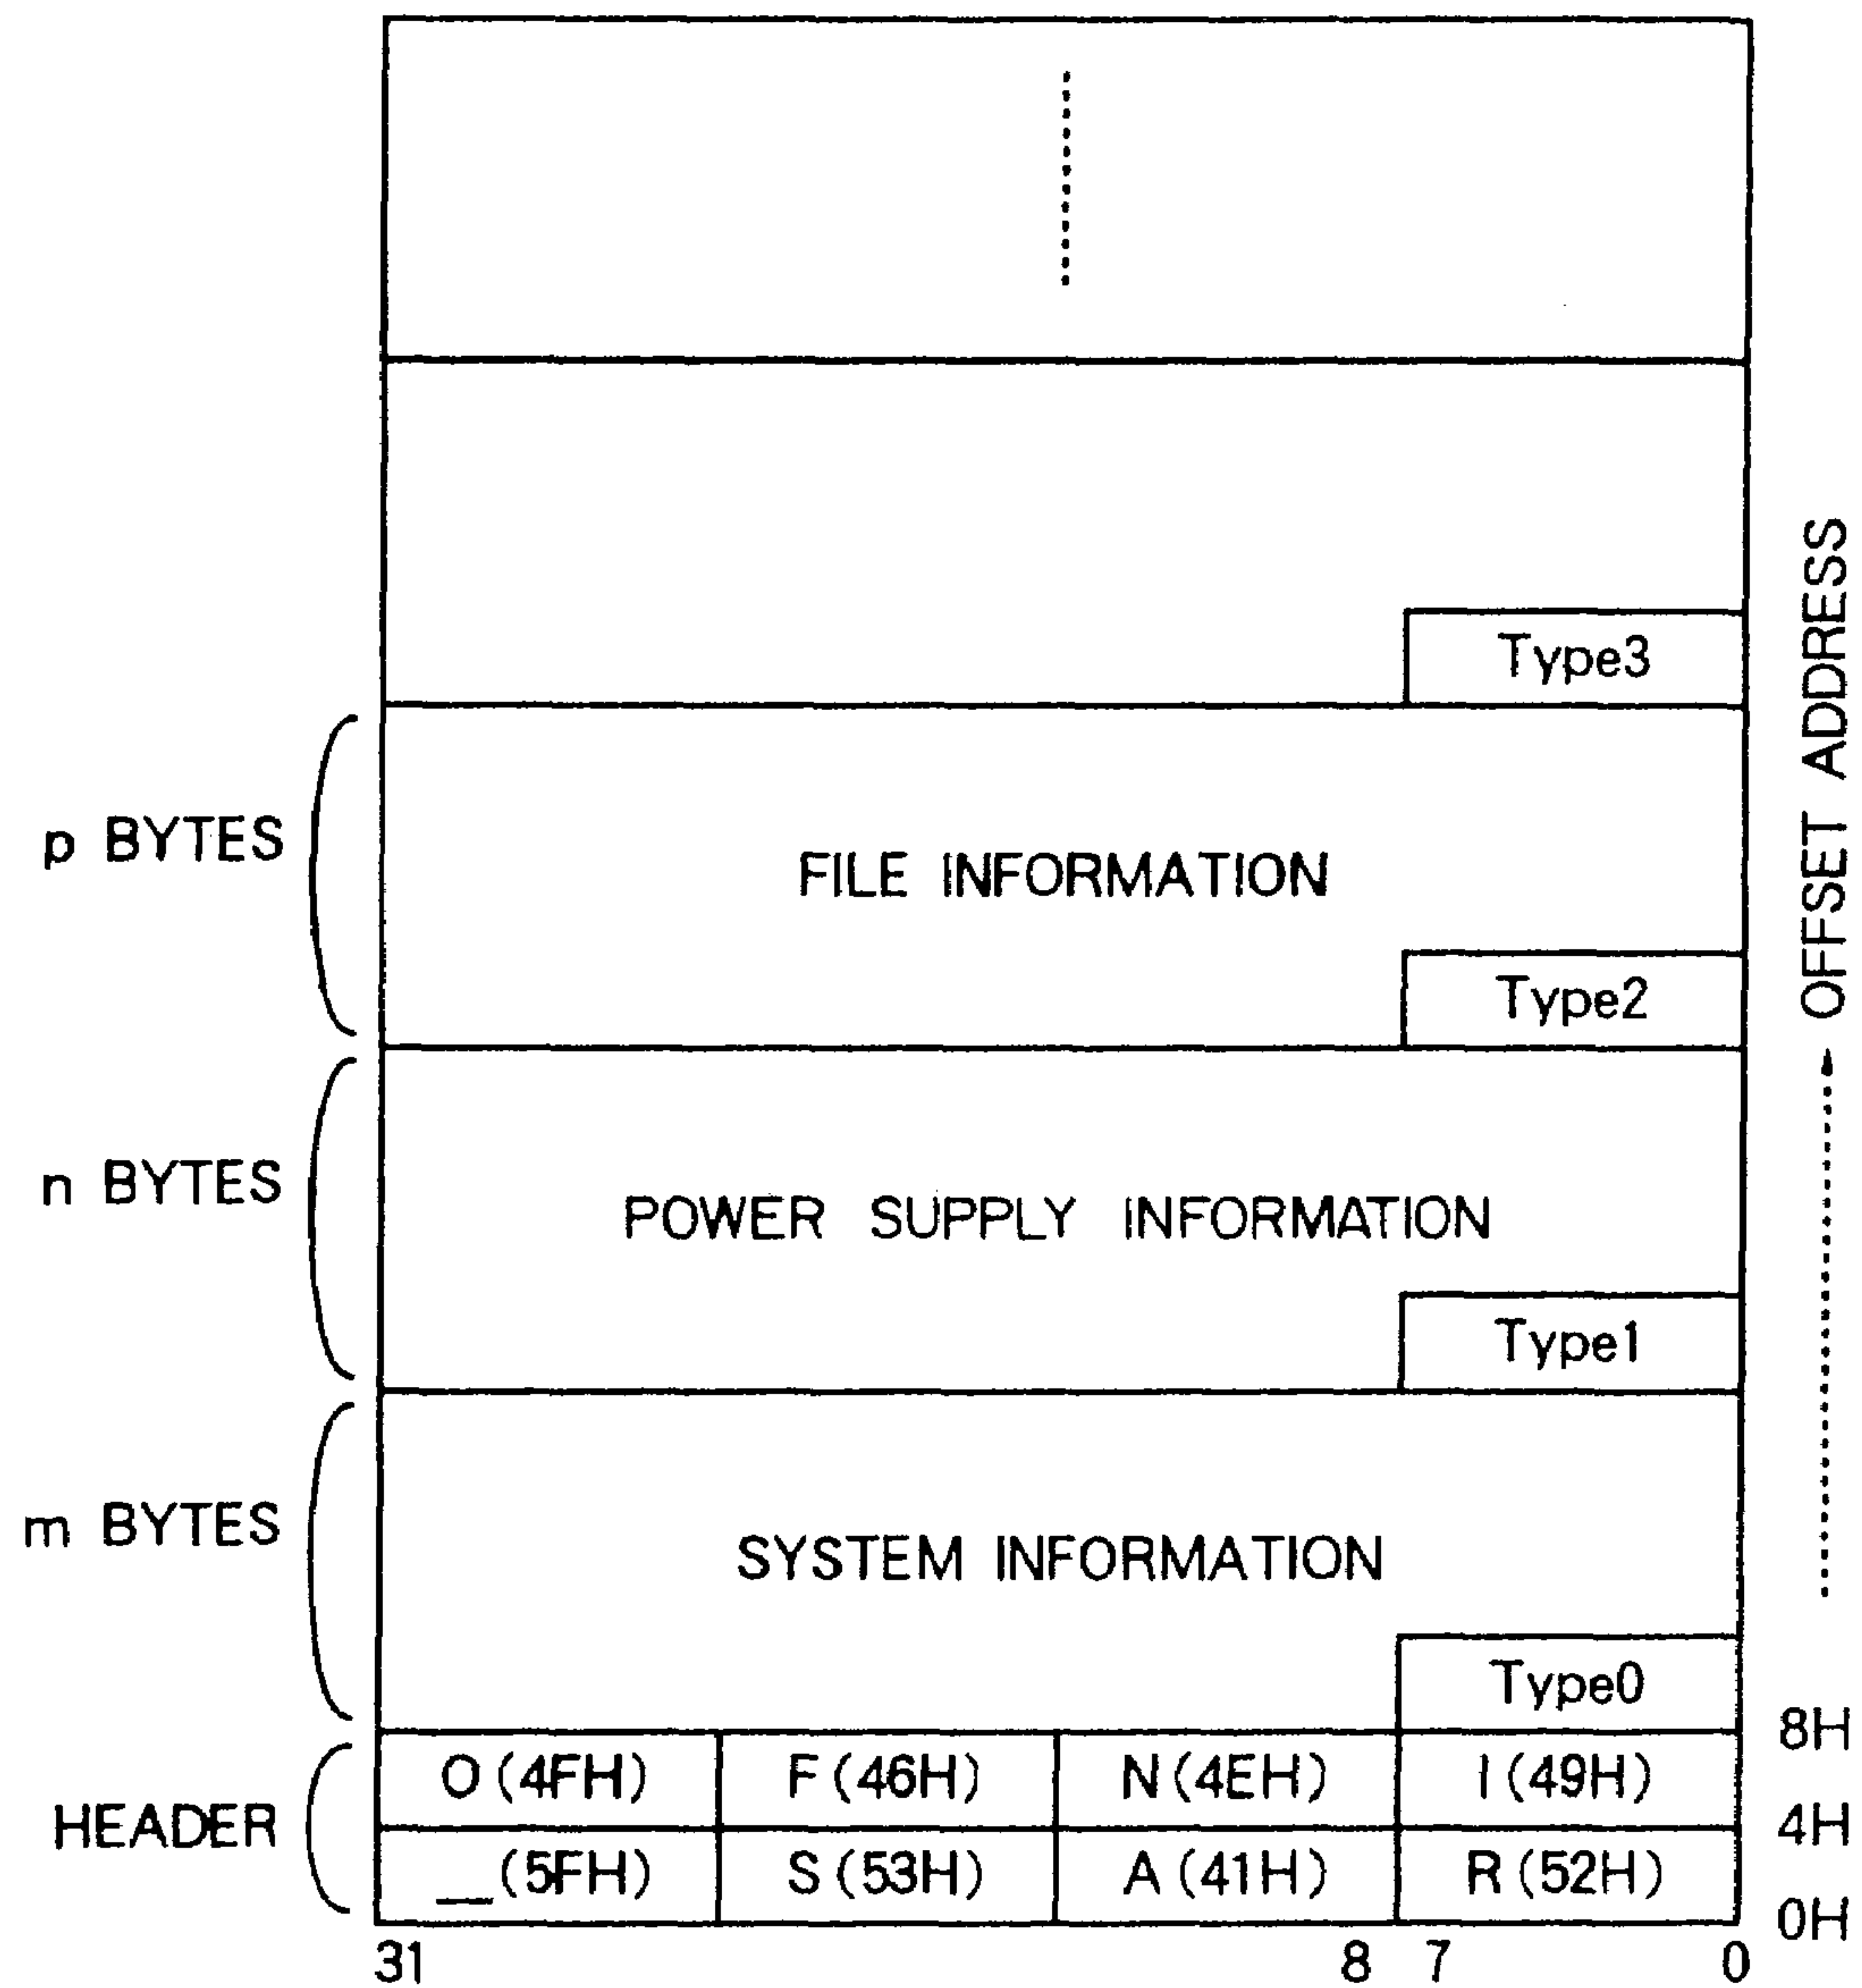 Type3
p BYTES
FILE INFORMATION
Type2
OFFSET ADDRESS
n BYTES
POWER SUPPLY INFORMATION
Type1
m BYTES
SYSTEM INFORMATION
Type0
8H
HEADER
O(4FH) F(46H) N(4EH) I(49H)
4H
_(5FH) S(53H) A(41H) R(52H)
0H
31 8 7 0